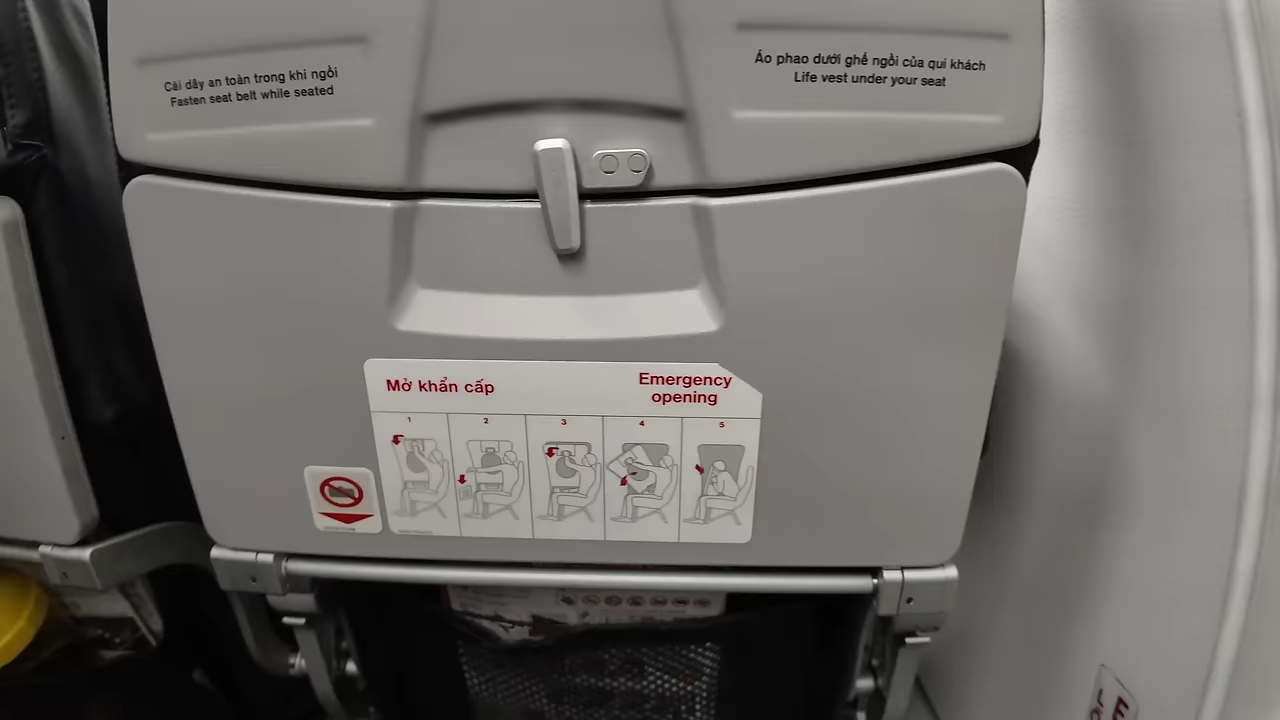 Cài dây an toàn trong khi ngồi
Fasten seat belt while seated
Áo phao dưới ghế ngồi của quí khách
Life vest under your seat
Mở khẩn cấp
Emergency
opening
1
2
3
4
5